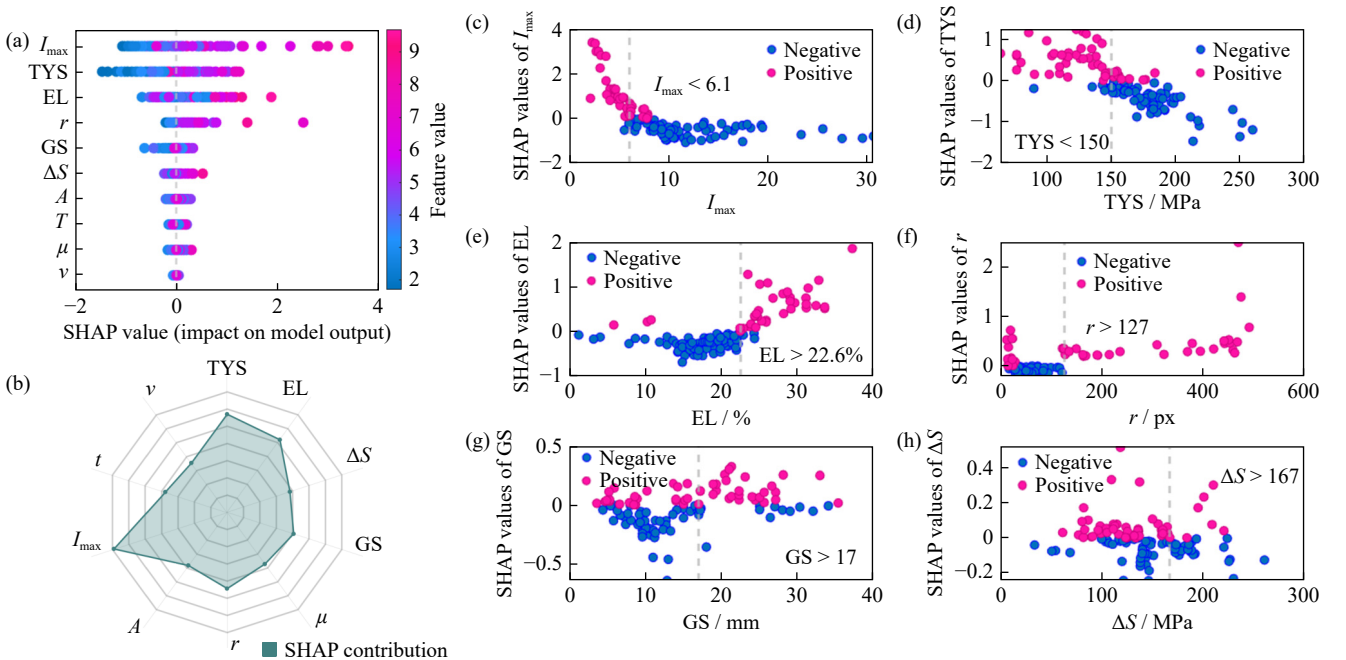 (a)
I_max
TYS
EL
r
GS
ΔS
A
T
μ
v
−2
0
2
4
SHAP value (impact on model output)
9
8
7
6
5
4
3
2
Feature value
(b)
TYS
EL
ΔS
GS
μ
r
A
I_max
t
v
SHAP contribution
(c)
SHAP values of I_max
4
2
0
−2
Negative
Positive
I_max < 6.1
0
10
20
30
I_max
(d)
SHAP values of TYS
1
0
−1
−2
Negative
Positive
TYS < 150
100
150
200
250
300
TYS / MPa
(e)
SHAP values of EL
2
1
0
−1
Negative
Positive
EL > 22.6%
0
10
20
30
40
EL / %
(f)
SHAP values of r
2
1
0
Negative
Positive
r > 127
0
200
400
600
r / px
(g)
SHAP values of GS
0.5
0
−0.5
Negative
Positive
GS > 17
0
10
20
30
40
GS / mm
(h)
SHAP values of ΔS
0.4
0.2
0
−0.2
Negative
Positive
ΔS > 167
0
100
200
300
ΔS / MPa